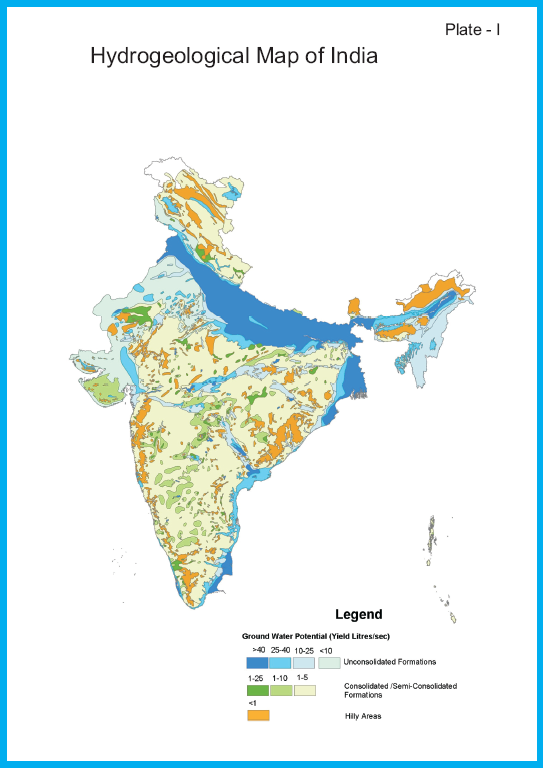 Plate - I
Hydrogeological Map of India
Legend
Ground Water Potential (Yield Litres/sec)
>40 25-40 10-25 <10
Unconsolidated Formations
1-25 1-10 1-5
Consolidated /Semi-Consolidated
Formations
<1
Hilly Areas